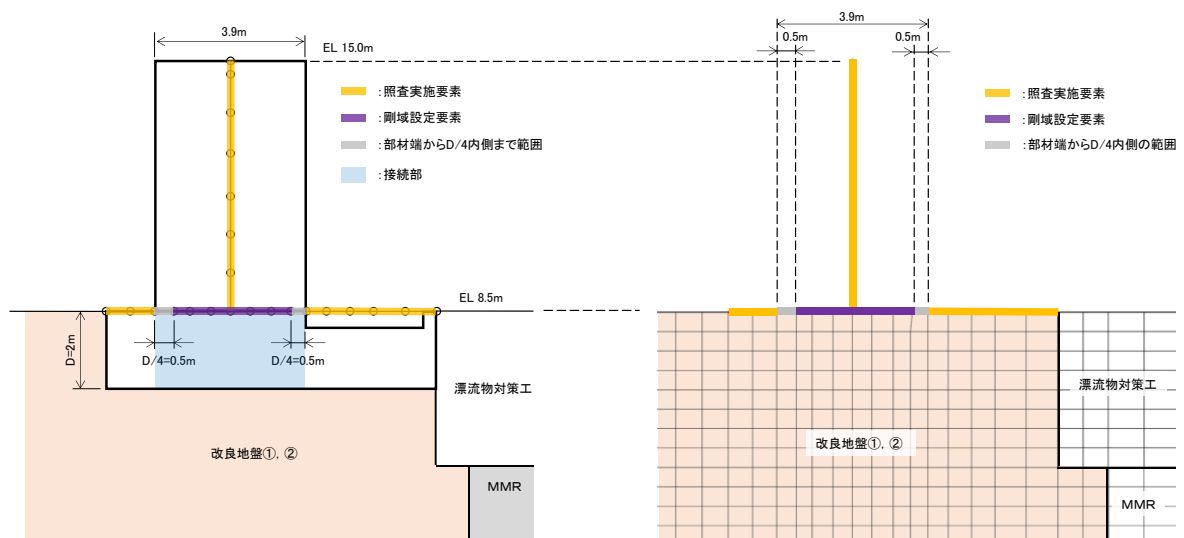 3.9m
EL 15.0m
：照査実施要素
：剛域設定要素
：部材端からD/4内側まで範囲
：接続部
EL 8.5m
D=2m
D/4=0.5m
D/4=0.5m
漂流物対策工
改良地盤①，②
MMR
3.9m
0.5m
0.5m
：照査実施要素
：剛域設定要素
：部材端からD/4内側の範囲
漂流物対策工
改良地盤①，②
MMR